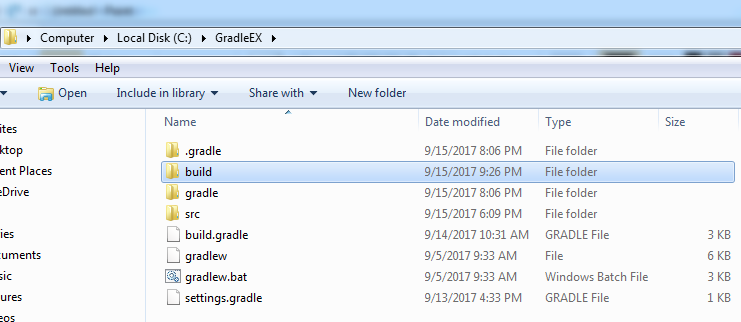 Computer Local Disk (C:) GradleEX
View Tools Help
Open Include in library Share with New folder
Name Date modified Type Size
ites
ktop
ent Places
eDrive
ies
cuments
sic
ures
eos
.gradle 9/15/2017 8:06 PM File folder
build 9/15/2017 9:26 PM File folder
gradle 9/15/2017 8:06 PM File folder
src 9/15/2017 6:09 PM File folder
build.gradle 9/14/2017 10:31 AM GRADLE File 3 KB
gradlew 9/5/2017 9:33 AM File 6 KB
gradlew.bat 9/5/2017 9:33 AM Windows Batch File 3 KB
settings.gradle 9/13/2017 4:33 PM GRADLE File 1 KB